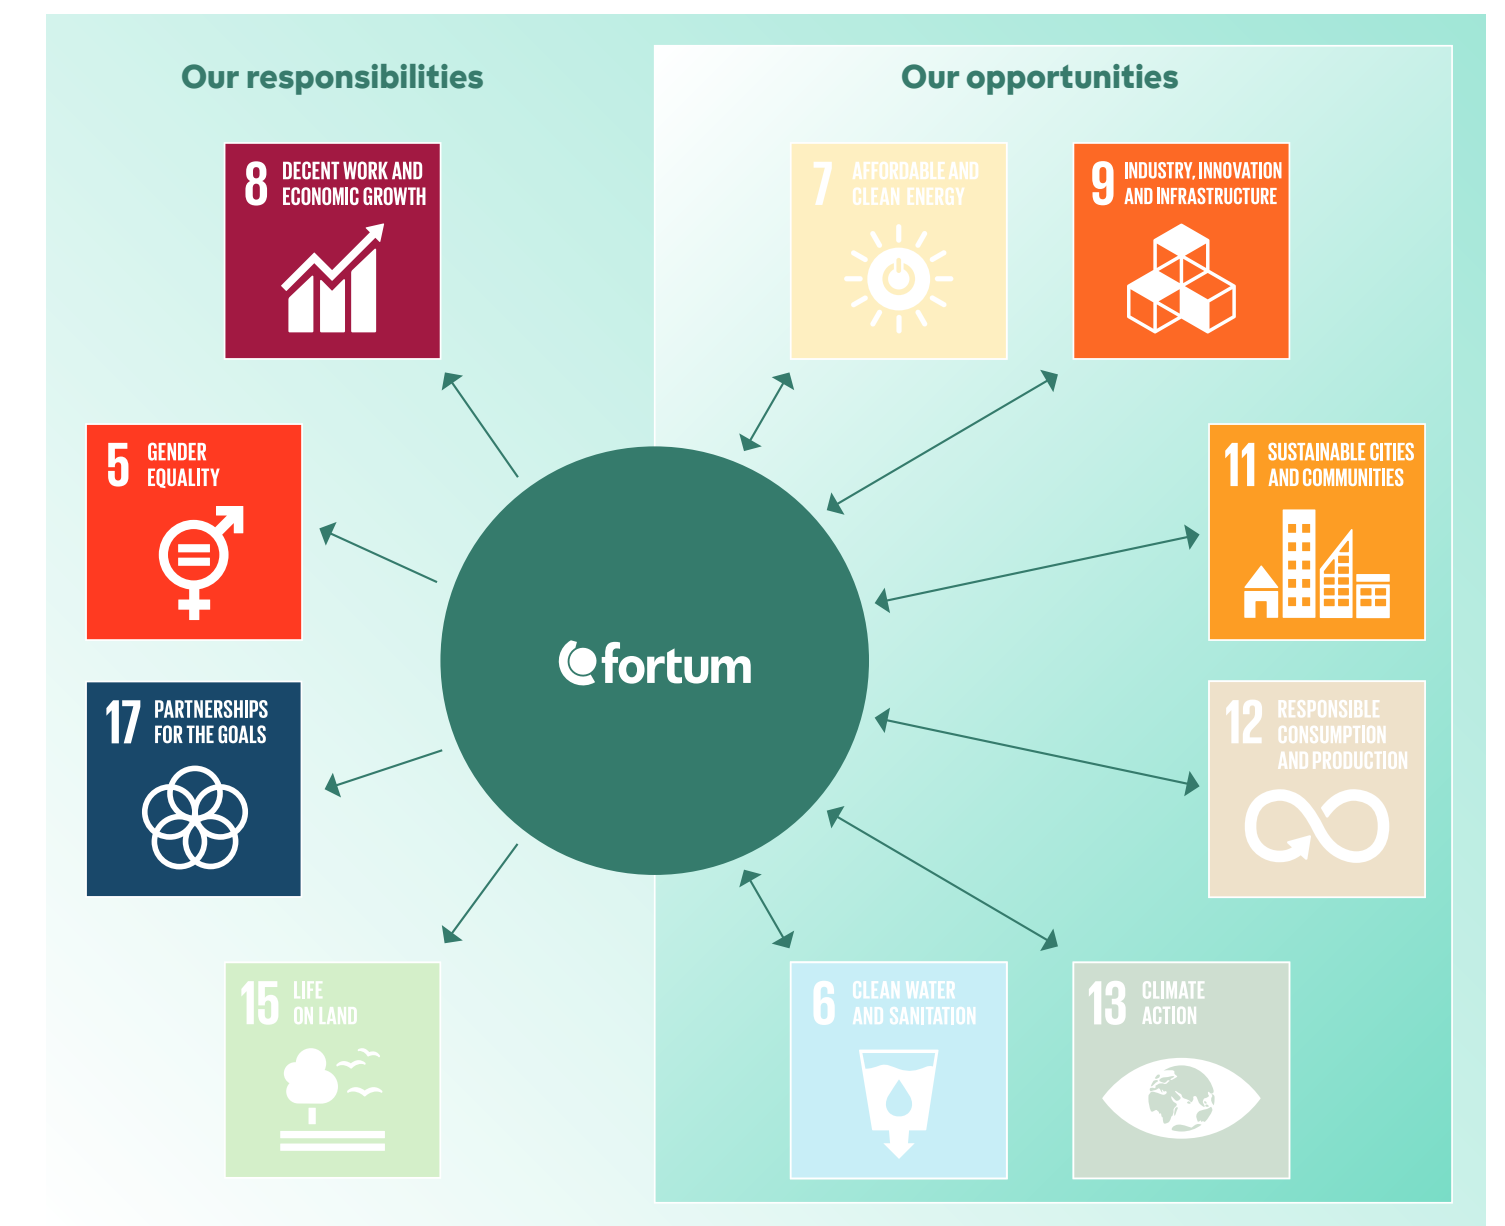 Our responsibilities
Our opportunities
8 DECENT WORK AND
ECONOMIC GROWTH
7 AFFORDABLE AND
CLEAN ENERGY
9 INDUSTRY, INNOVATION
AND INFRASTRUCTURE
5 GENDER
EQUALITY
11 SUSTAINABLE CITIES
AND COMMUNITIES
fortum
17 PARTNERSHIPS
FOR THE GOALS
12 RESPONSIBLE
CONSUMPTION
AND PRODUCTION
15 LIFE
ON LAND
6 CLEAN WATER
AND SANITATION
13 CLIMATE
ACTION